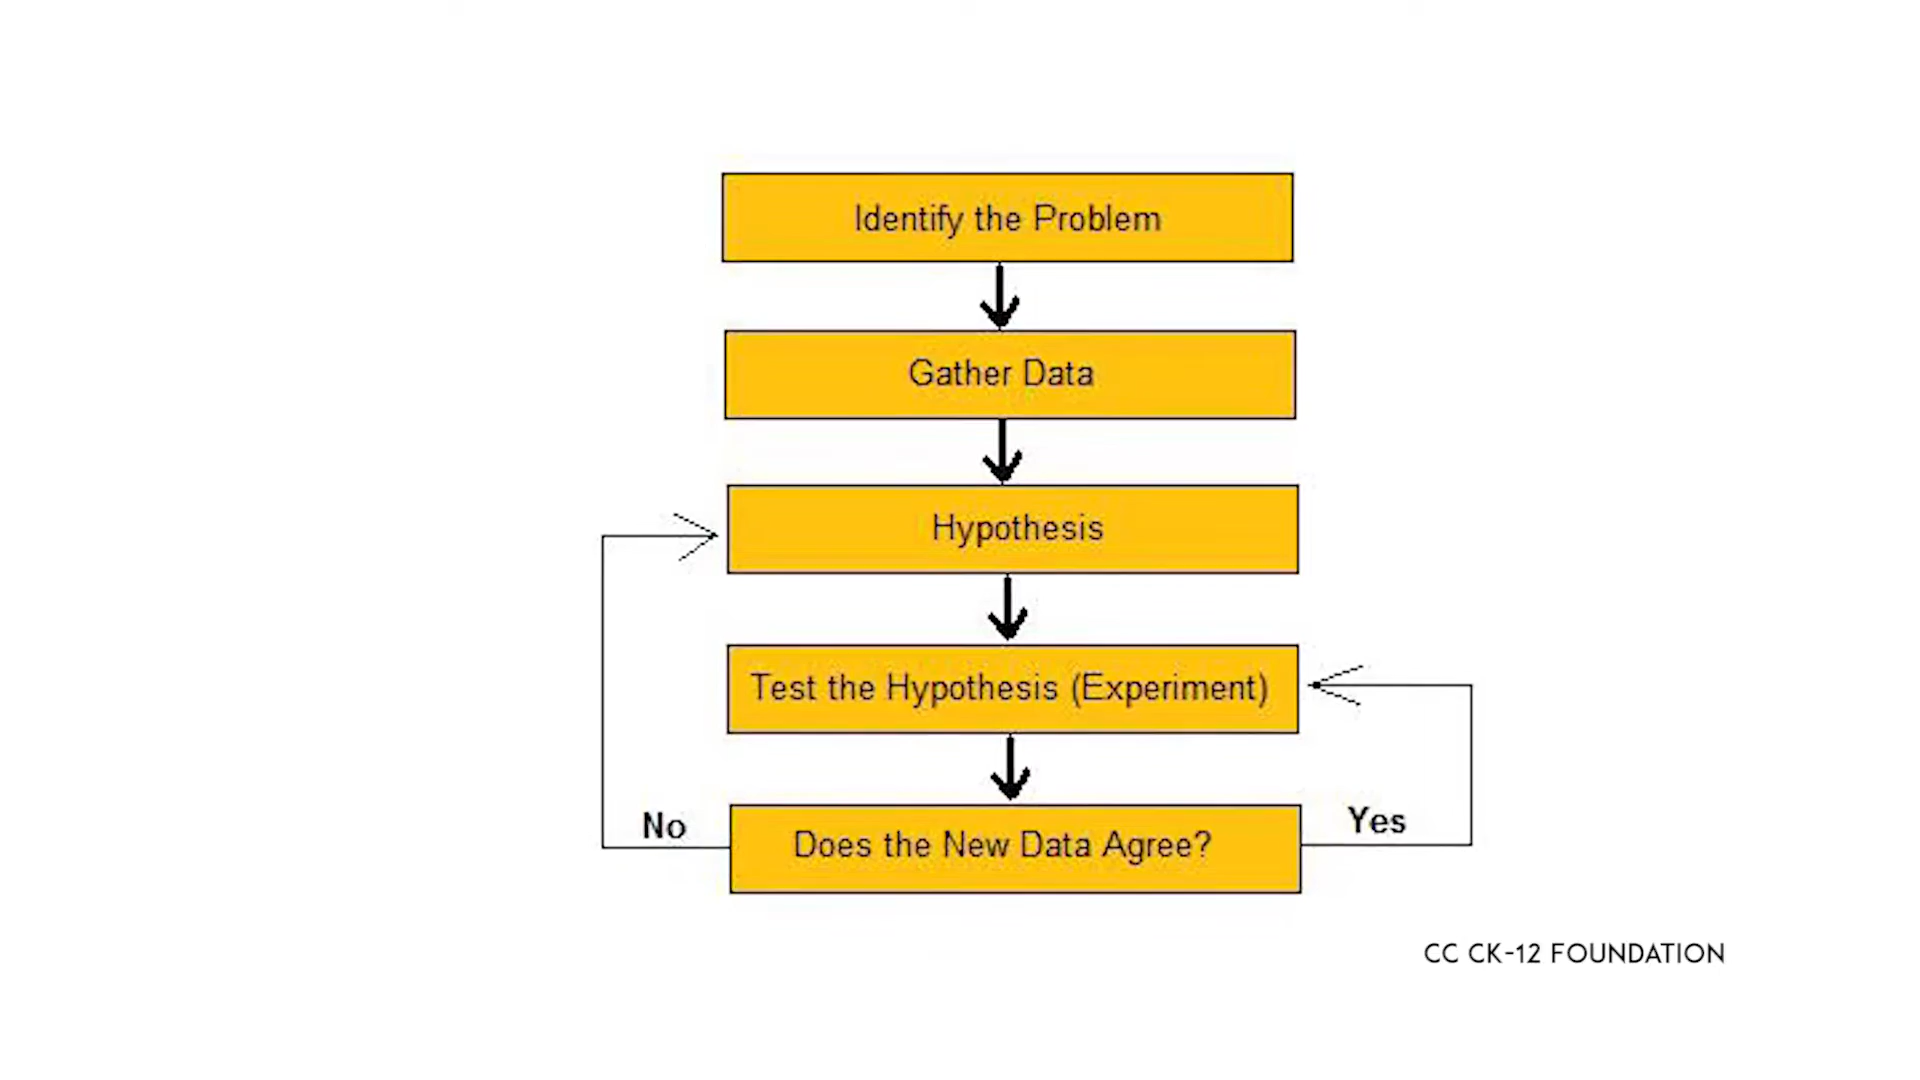 Identify the Problem
Gather Data
Hypothesis
Test the Hypothesis (Experiment)
No
Does the New Data Agree?
Yes
CC CK-12 FOUNDATION